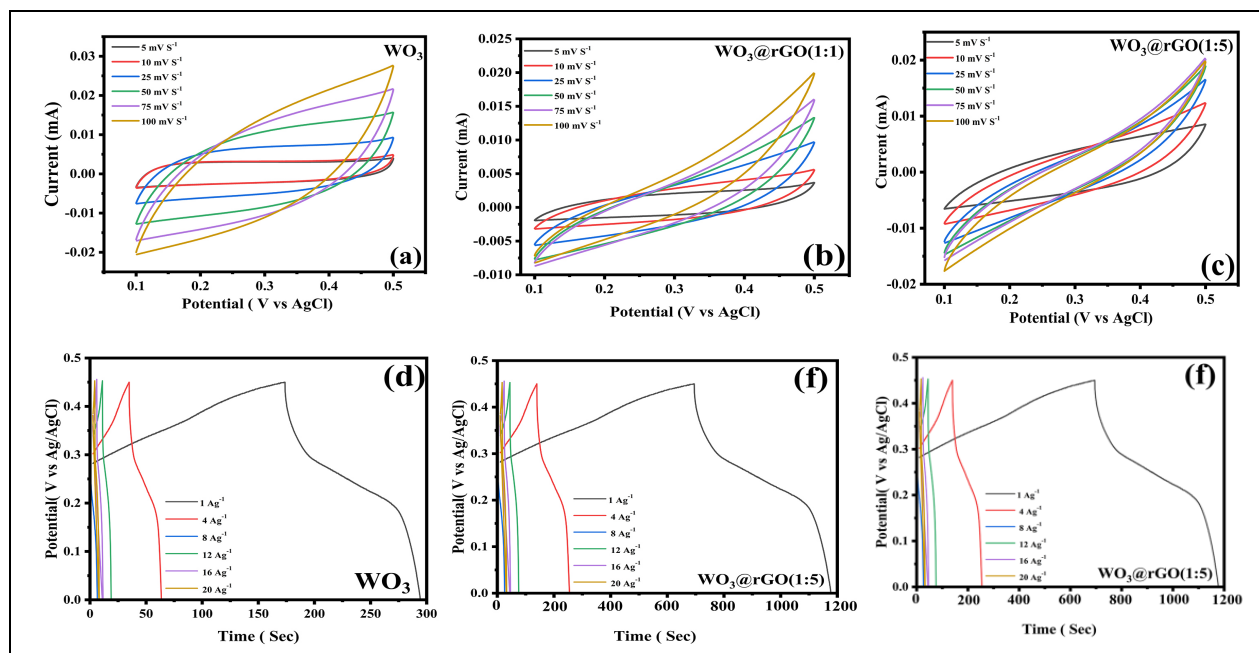 WO₃
5 mV S⁻¹
10 mV S⁻¹
25 mV S⁻¹
50 mV S⁻¹
75 mV S⁻¹
100 mV S⁻¹
0.03
0.02
0.01
0.00
-0.01
-0.02
Current (mA)
(a)
0.1 0.2 0.3 0.4 0.5
Potential ( V vs AgCl)
WO₃@rGO(1:1)
5 mV S⁻¹
10 mV S⁻¹
25 mV S⁻¹
50 mV S⁻¹
75 mV S⁻¹
100 mV S⁻¹
0.025
0.020
0.015
0.010
0.005
0.000
-0.005
-0.010
Current (mA)
(b)
0.1 0.2 0.3 0.4 0.5
Potential (V vs AgCl)
WO₃@rGO(1:5)
5 mV S⁻¹
10 mV S⁻¹
25 mV S⁻¹
50 mV S⁻¹
75 mV S⁻¹
100 mV S⁻¹
0.02
0.01
0.00
-0.01
-0.02
Current (mA)
(c)
0.1 0.2 0.3 0.4 0.5
Potential (V vs AgCl)
(d)
0.5
0.4
0.3
0.2
0.1
0.0
Potential( V vs Ag/AgCl)
1 Ag⁻¹
4 Ag⁻¹
8 Ag⁻¹
12 Ag⁻¹
16 Ag⁻¹
20 Ag⁻¹
WO₃
0 50 100 150 200 250 300
Time ( Sec)
(f)
0.5
0.4
0.3
0.2
0.1
0.0
Potential( V vs Ag/AgCl)
1 Ag⁻¹
4 Ag⁻¹
8 Ag⁻¹
12 Ag⁻¹
16 Ag⁻¹
20 Ag⁻¹
WO₃@rGO(1:5)
0 200 400 600 800 1000 1200
Time ( Sec)
(f)
0.5
0.4
0.3
0.2
0.1
0.0
Potential( V vs Ag/AgCl)
1 Ag⁻¹
4 Ag⁻¹
8 Ag⁻¹
12 Ag⁻¹
16 Ag⁻¹
20 Ag⁻¹
WO₃@rGO(1:5)
0 200 400 600 800 1000 1200
Time ( Sec)